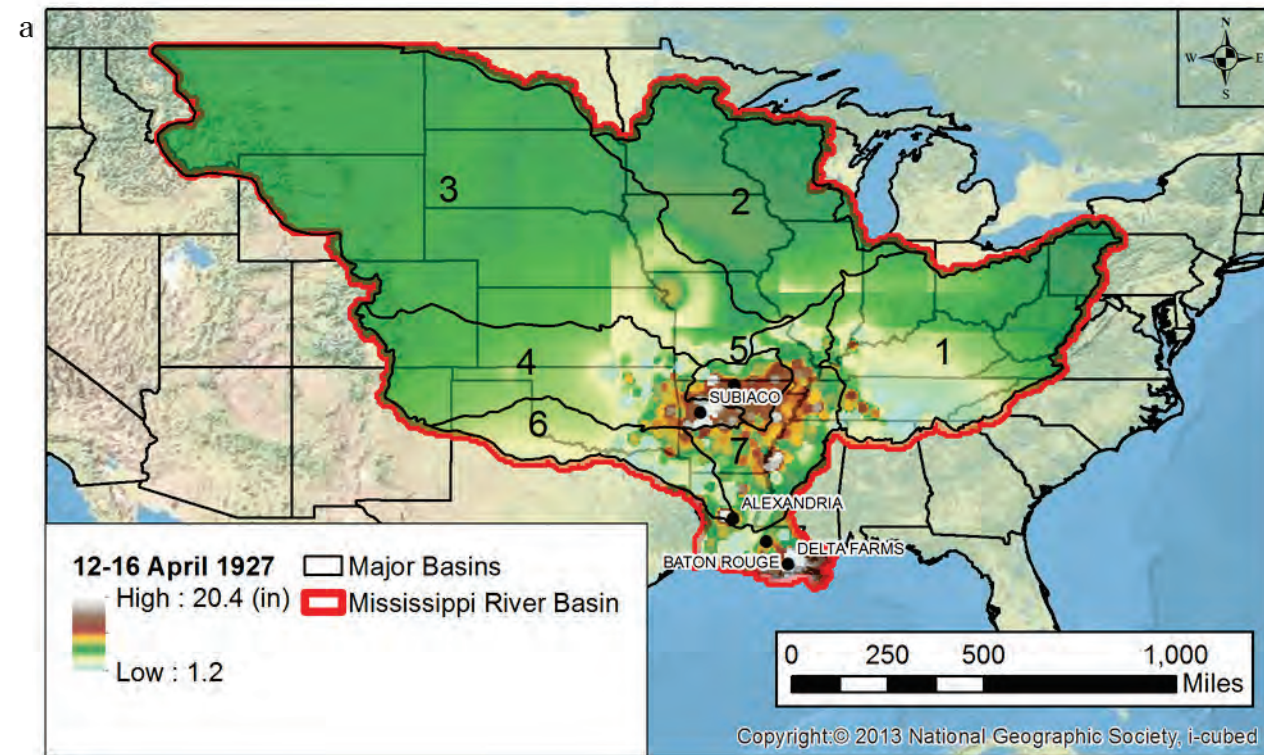 a
N
W E
S
3
2
5
1
4
SUBIACO
6
7
ALEXANDRIA
DELTA FARMS
BATON ROUGE
12-16 April 1927
High : 20.4 (in)
Low : 1.2
Major Basins
Mississippi River Basin
0 250 500 1,000
Miles
Copyright:© 2013 National Geographic Society, i-cubed